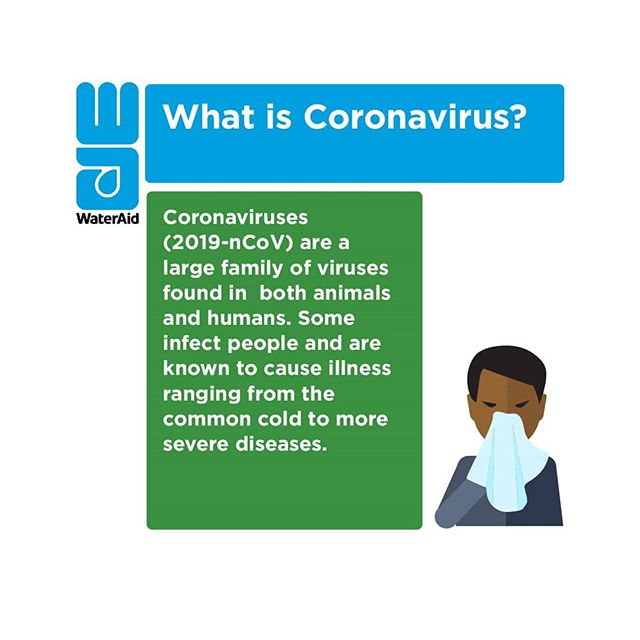 What is Coronavirus?
WaterAid
Coronaviruses
(2019-nCoV) are a
large family of viruses
found in  both animals
and humans. Some
infect people and are
known to cause illness
ranging from the
common cold to more
severe diseases.